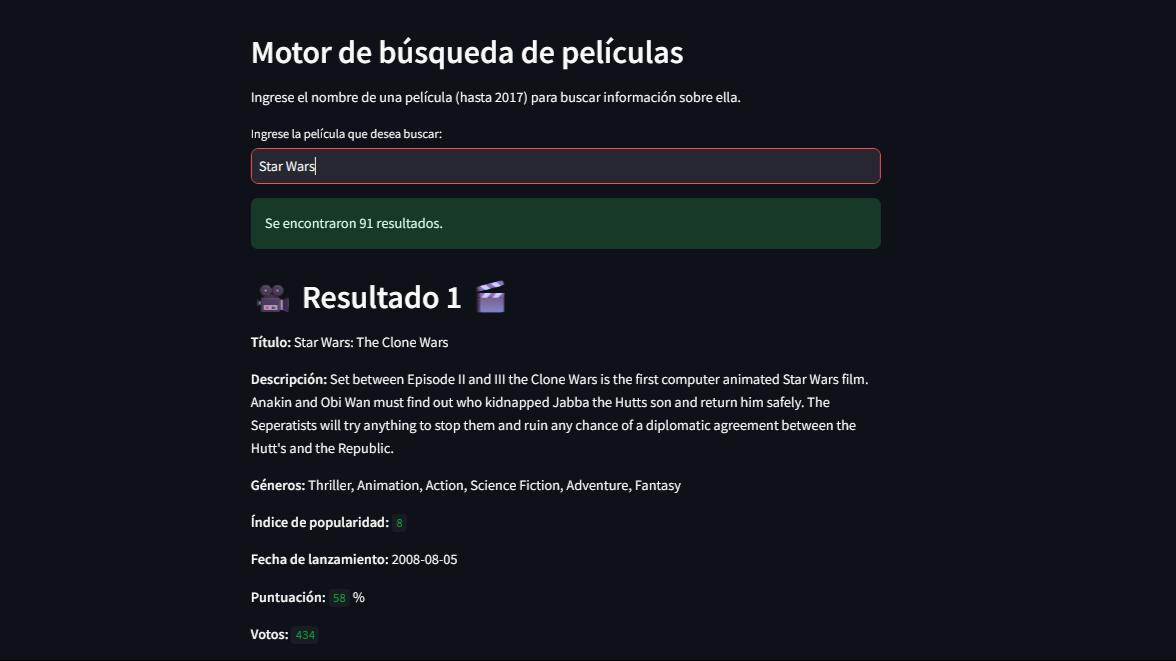 Motor de búsqueda de películas
Ingrese el nombre de una película (hasta 2017) para buscar información sobre ella.
Ingrese la película que desea buscar:
Star Wars
Se encontraron 91 resultados.
Resultado 1
Título: Star Wars: The Clone Wars
Descripción: Set between Episode II and III the Clone Wars is the first computer animated Star Wars film.
Anakin and Obi Wan must find out who kidnapped Jabba the Hutts son and return him safely. The
Seperatists will try anything to stop them and ruin any chance of a diplomatic agreement between the
Hutt's and the Republic.
Géneros: Thriller, Animation, Action, Science Fiction, Adventure, Fantasy
Índice de popularidad: 8
Fecha de lanzamiento: 2008-08-05
Puntuación: 58 %
Votos: 434